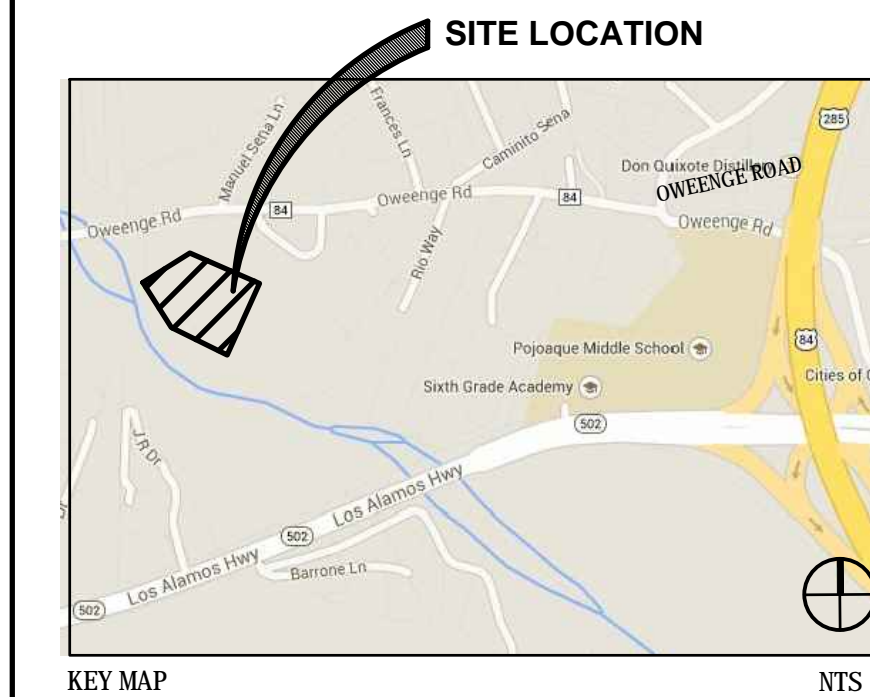 SITE LOCATION
Manuel Sena Ln
Frances Ln
Caminito Sena
285
Don Quixote Distillery
OWEENGE ROAD
Oweenge Rd
84
Oweenge Rd
84
Oweenge Rd
Rio Way
84
Pojoaque Middle School
Cities of
Sixth Grade Academy
502
J R Dr
Los Alamos Hwy
502
Barrone Ln
Los Alamos Hwy
502
KEY MAP
NTS